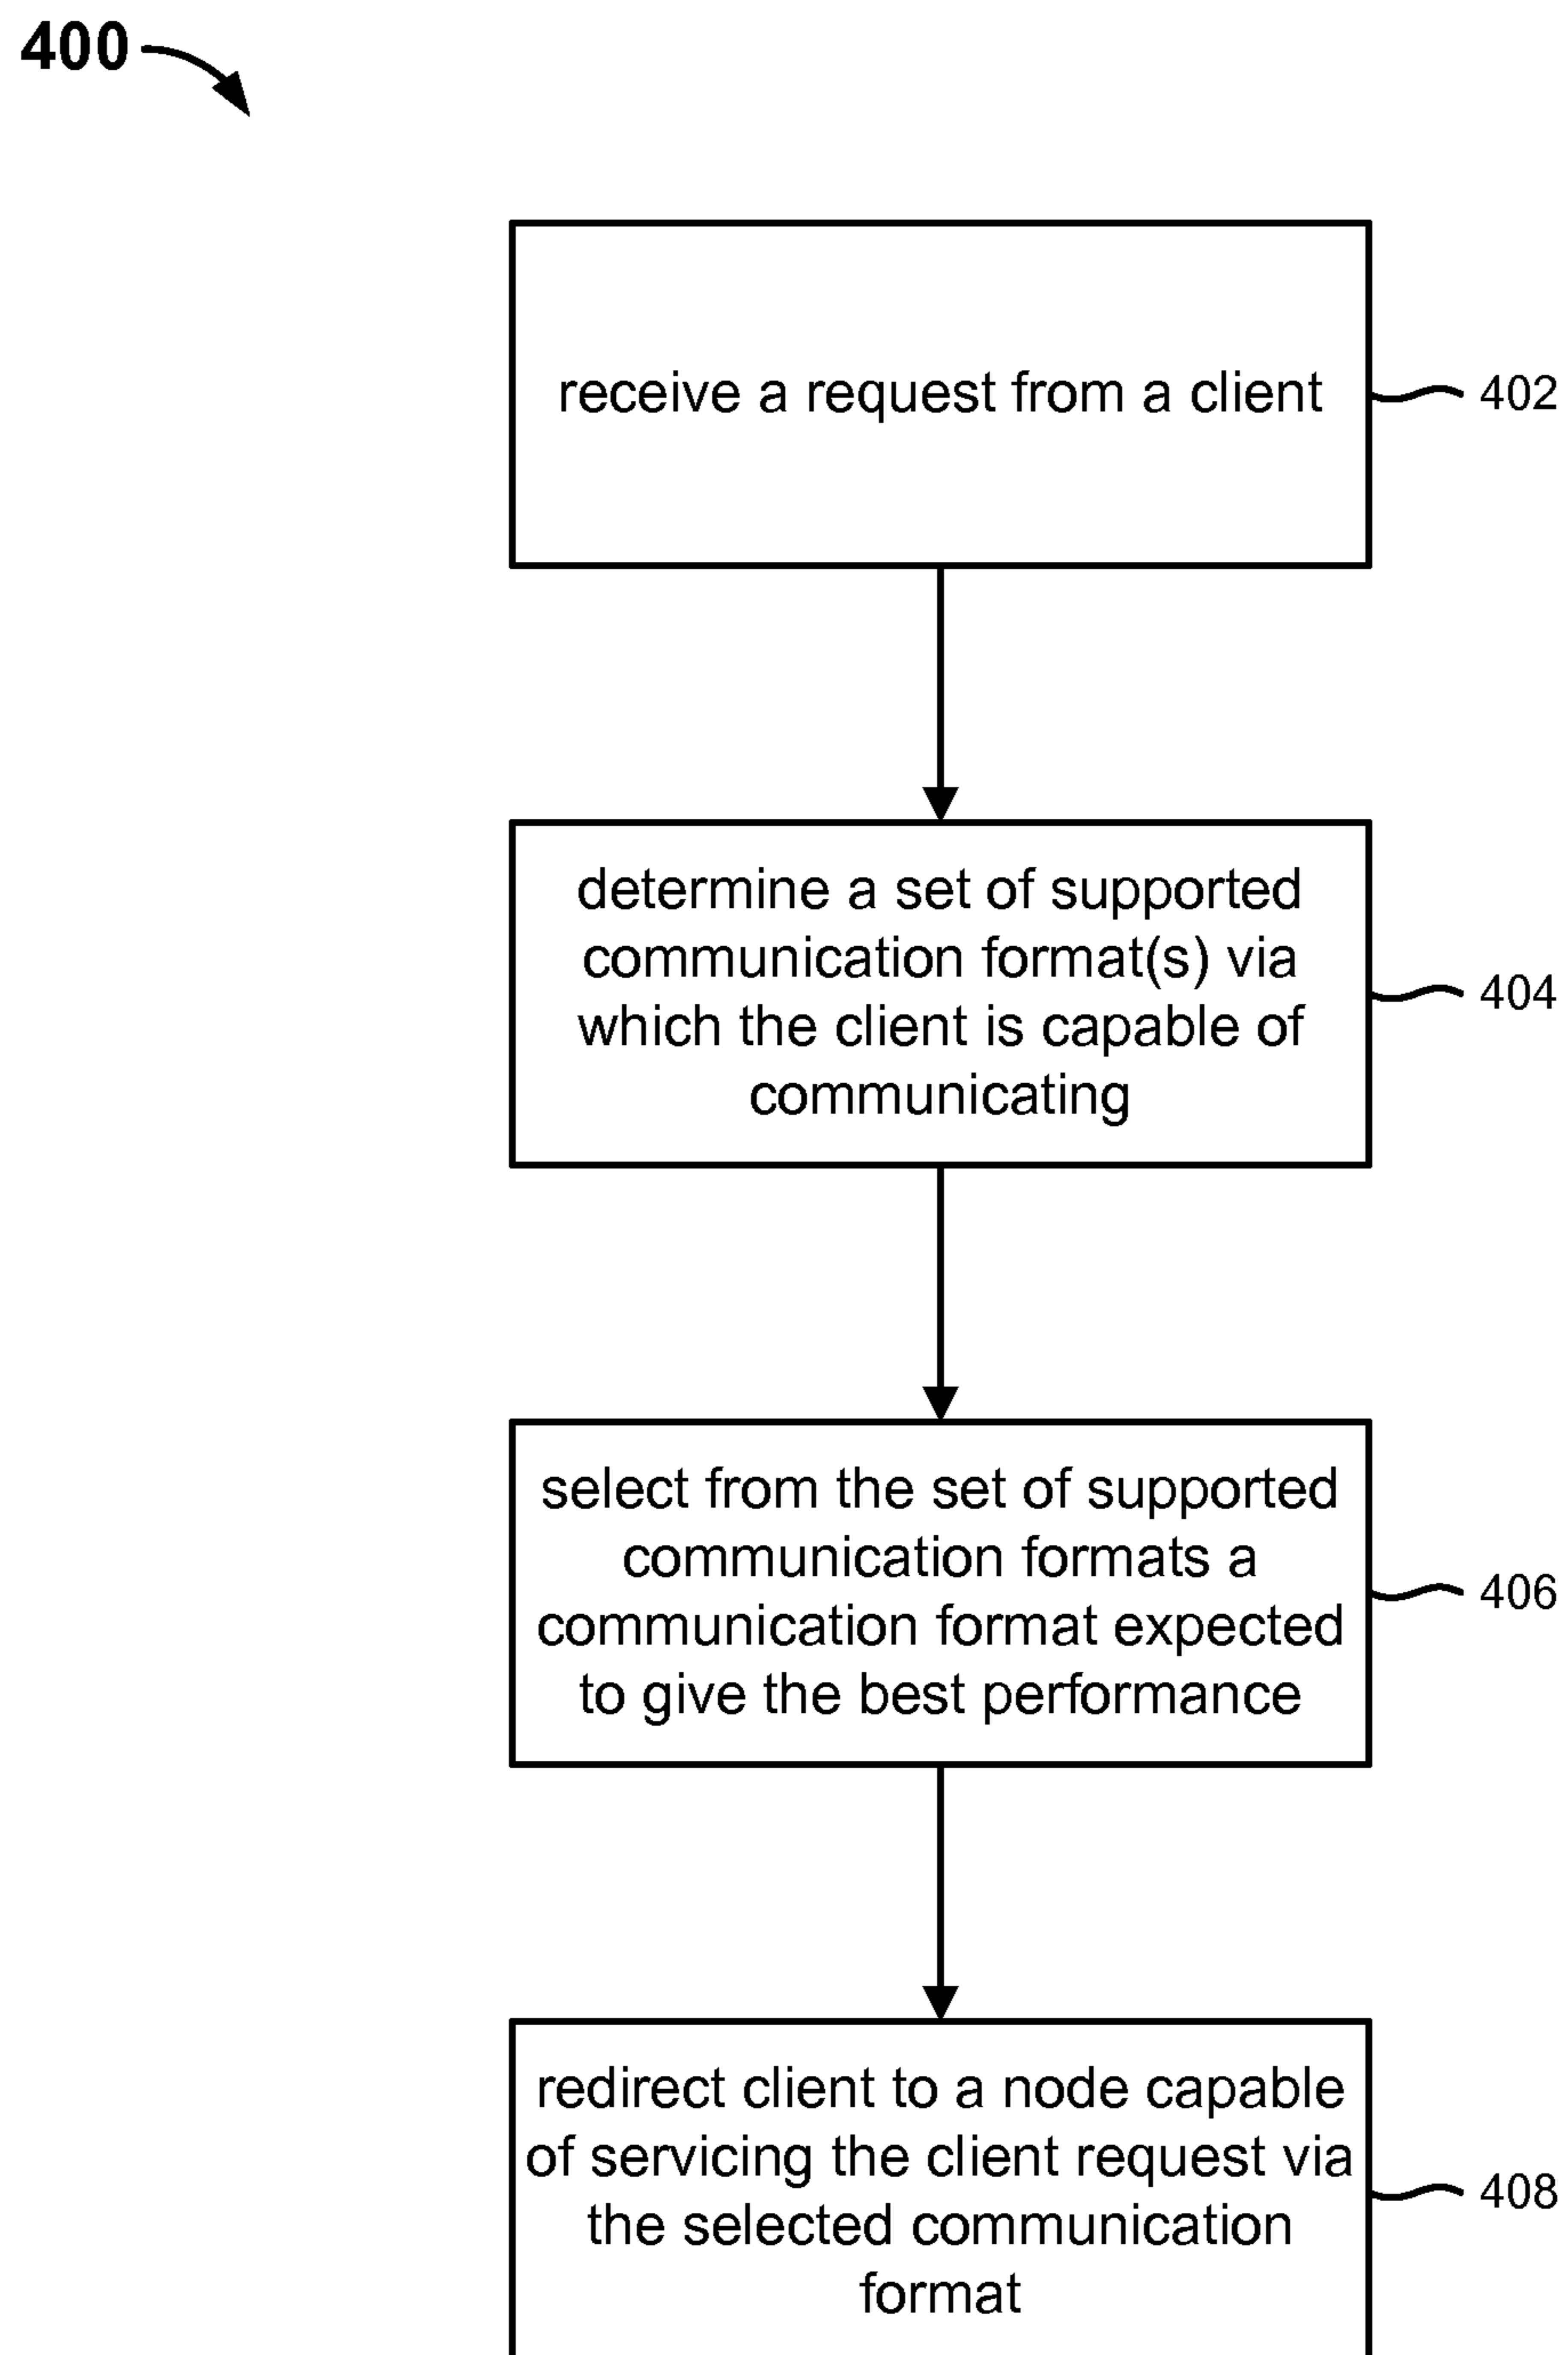 400
receive a request from a client
402
determine a set of supported
communication format(s) via
which the client is capable of
communicating
404
select from the set of supported
communication formats a
communication format expected
to give the best performance
406
redirect client to a node capable
of servicing the client request via
the selected communication
format
408